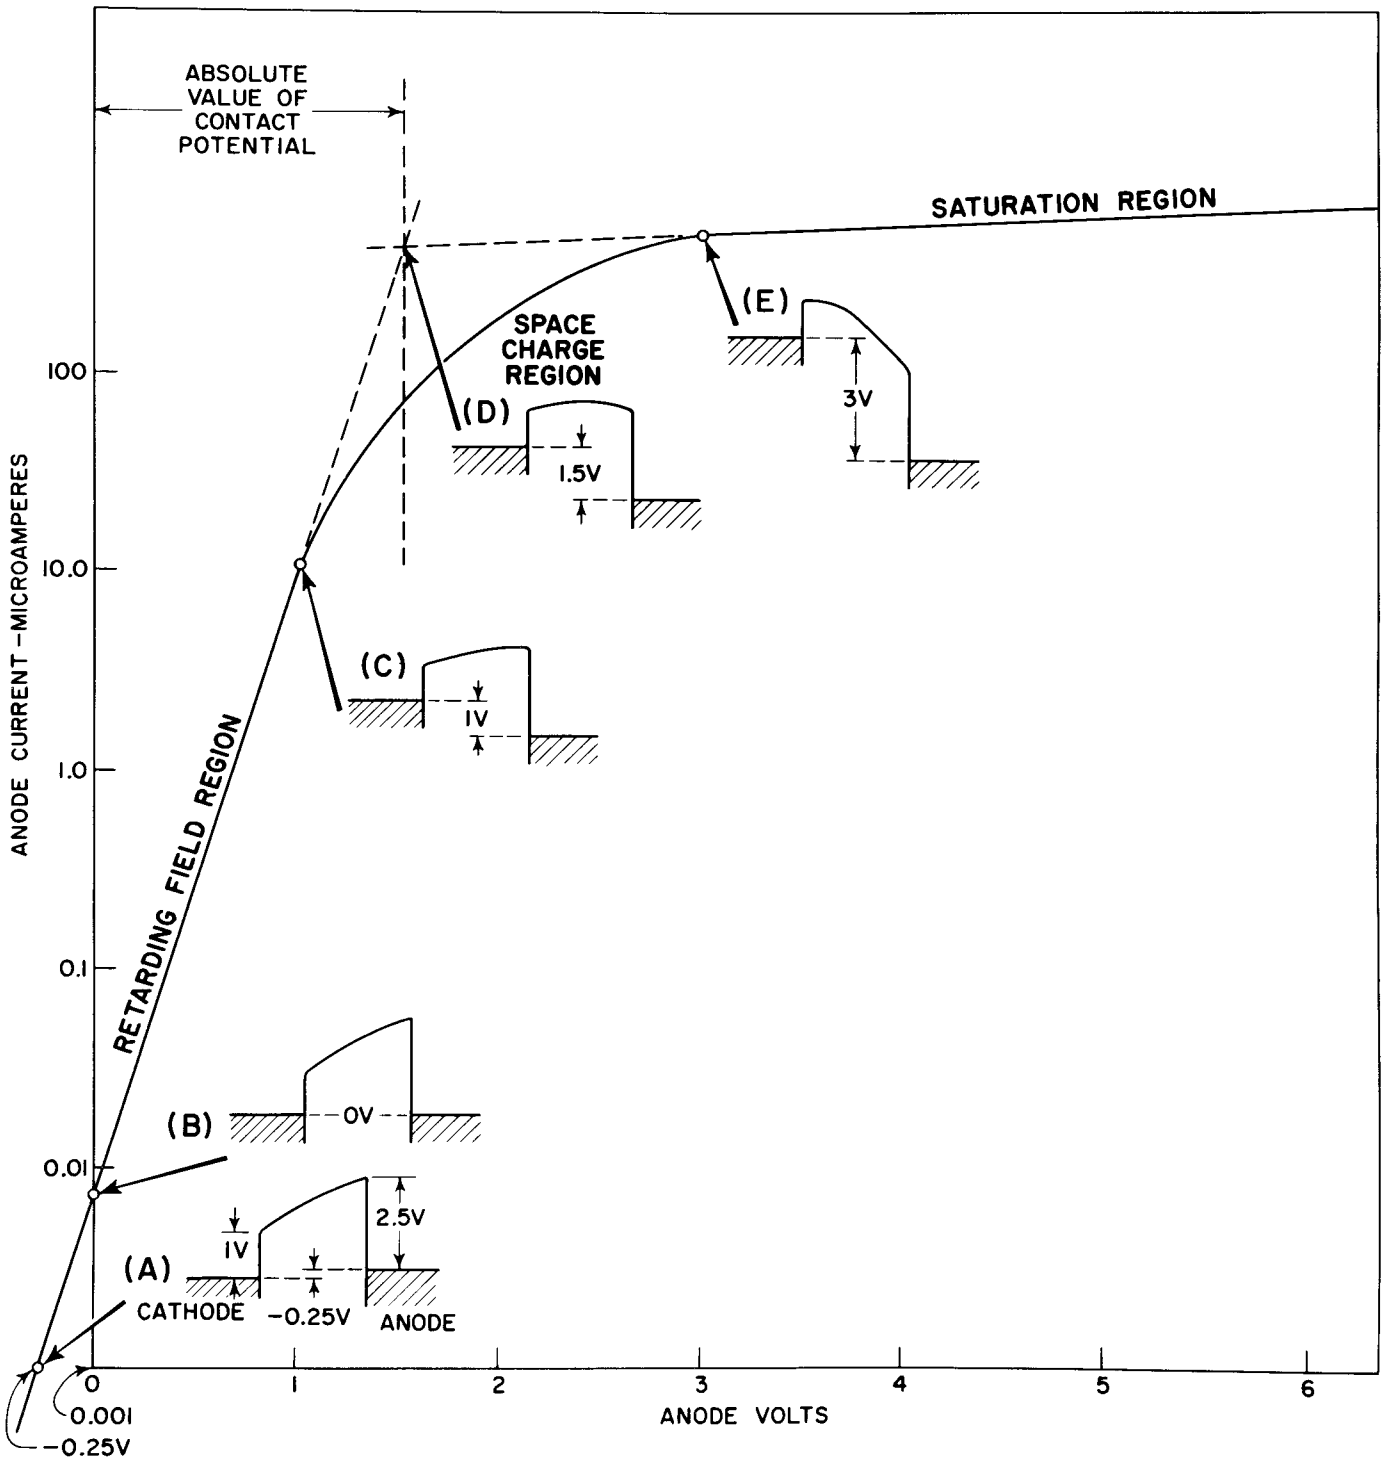 ABSOLUTE
VALUE OF
CONTACT
POTENTIAL
SATURATION REGION
(E)
3V
SPACE
CHARGE
REGION
(D)
1.5V
100
10.0
1.0
0.1
0.01
ANODE CURRENT-MICROAMPERES
(C)
1V
RETARDING FIELD REGION
(B)
0V
(A)
1V
2.5V
CATHODE
-0.25V
ANODE
0
1
2
3
4
5
6
0.001
-0.25V
ANODE VOLTS